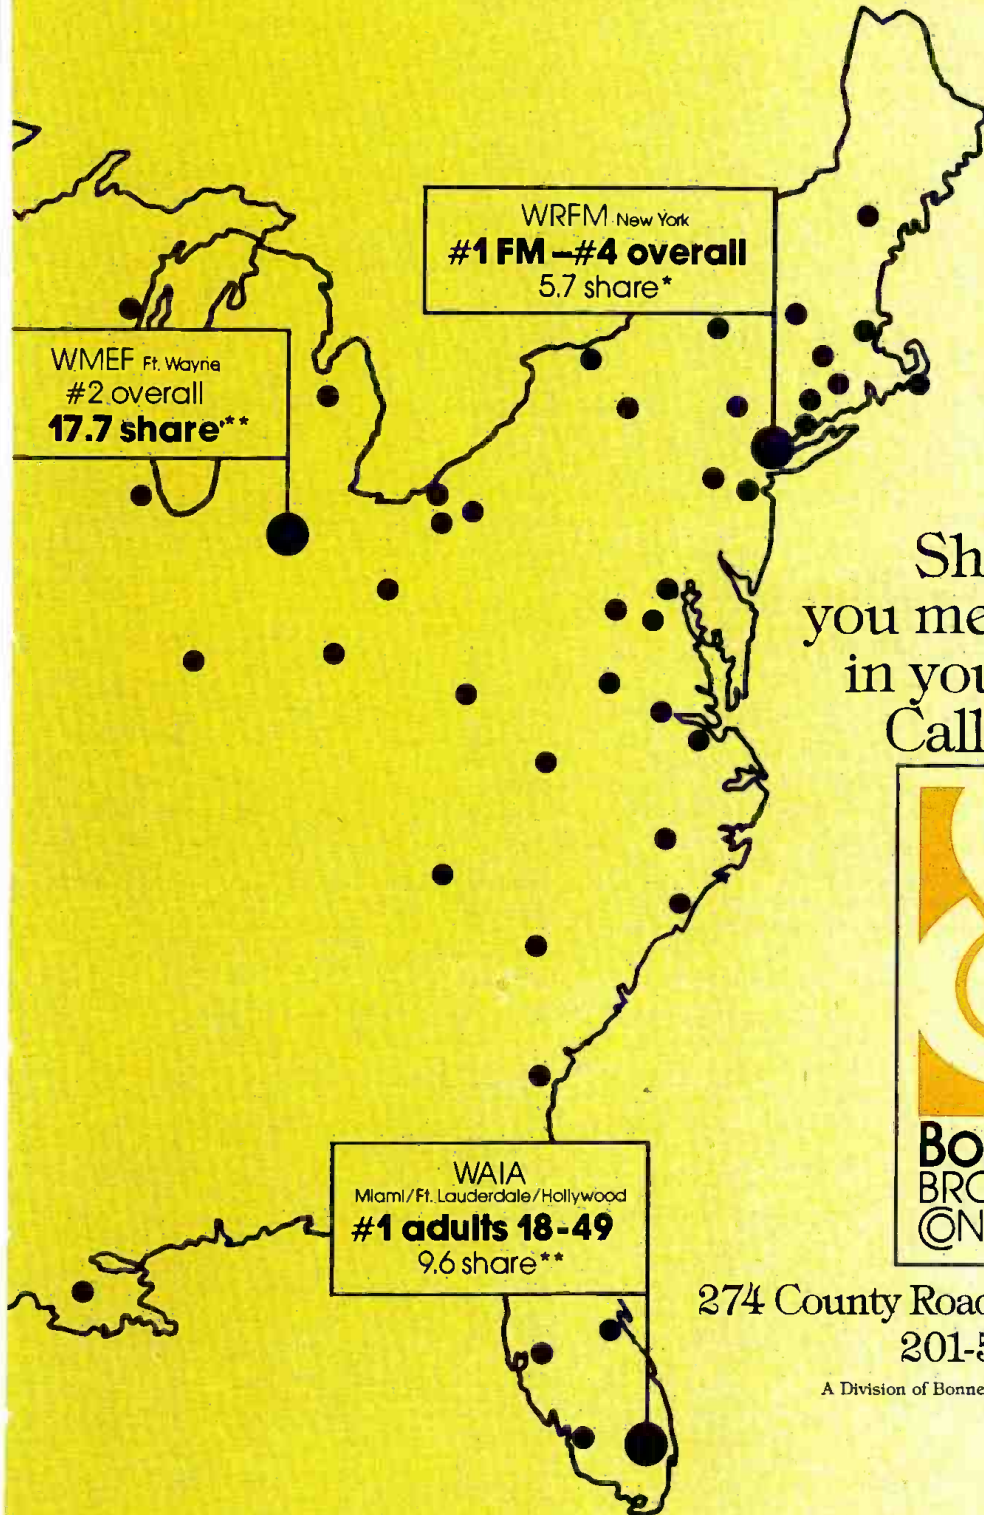 WRFM New York
#1 FM—#4 overall
5.7 share*
WMEF Ft. Wayne
#2 overall
17.7 share**
Sh
you me
in you
Call
BO
BRO
CON
WAIA
Miami/Ft. Lauderdale/Hollywood
#1 adults 18-49
9.6 share**
274 County Road
201-5
A Division of Bonne